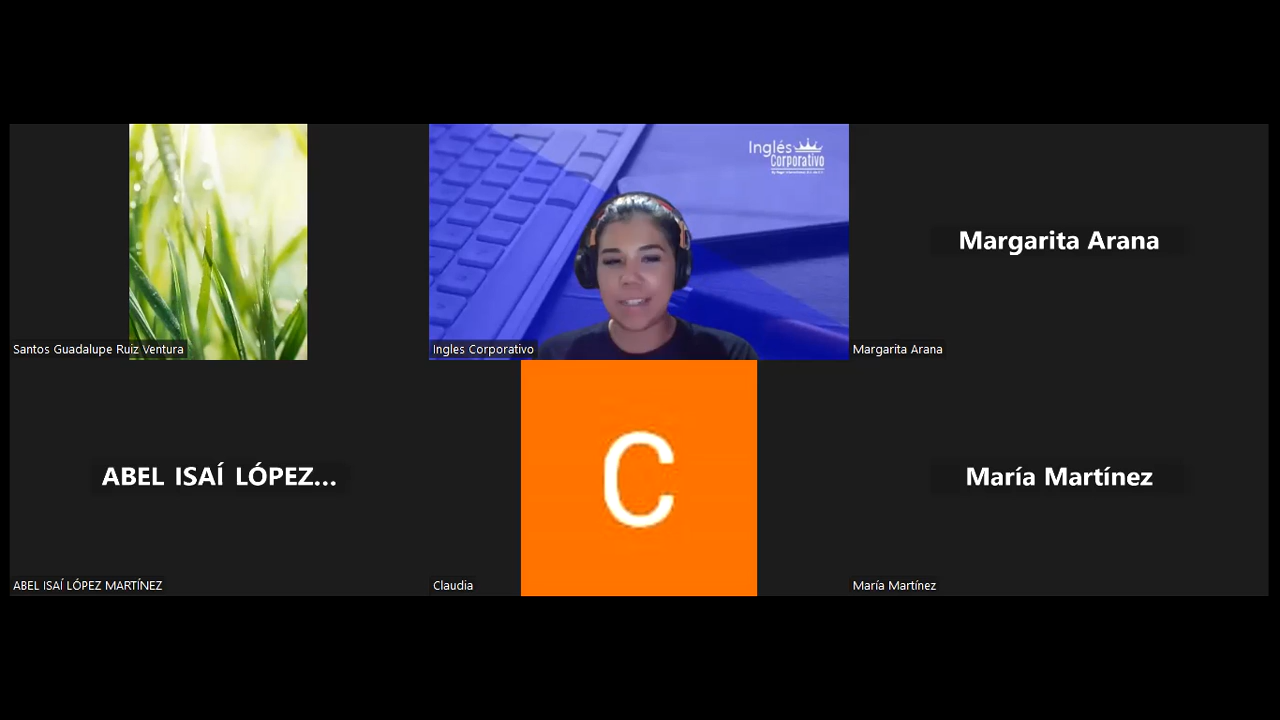 Inglés
Corporativo
Margarita Arana
Santos Guadalupe Ruiz Ventura
Ingles Corporativo
Margarita Arana
ABEL ISAÍ LÓPEZ...
C
María Martínez
ABEL ISAÍ LÓPEZ MARTÍNEZ
Claudia
María Martínez